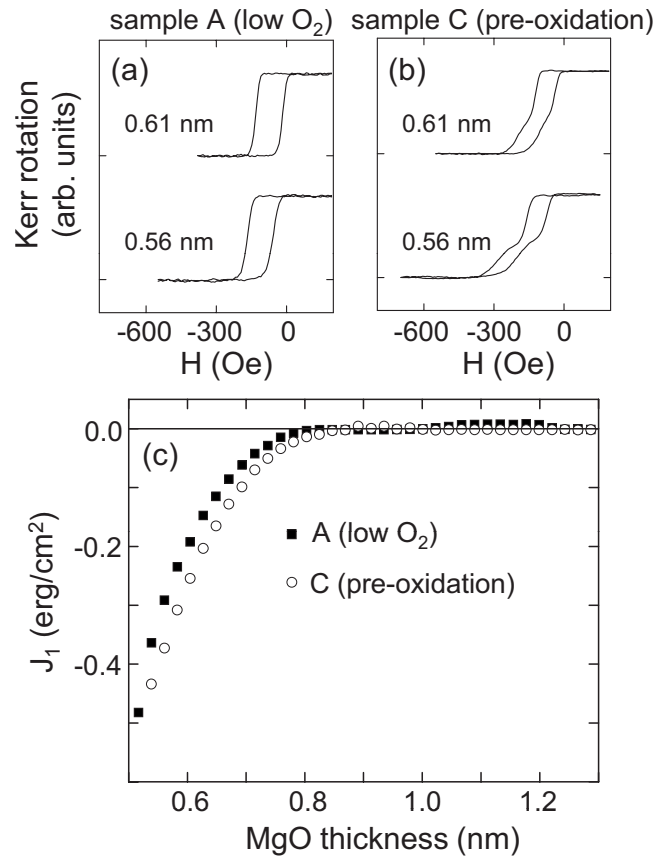 sample A (low O₂) sample C (pre-oxidation)
(a) (b)
0.61 nm 0.61 nm
0.56 nm 0.56 nm
Kerr rotation
(arb. units)
-600 -300 0 -600 -300 0
H (Oe) H (Oe)
(c)
0.0
-0.2
-0.4
J₁ (erg/cm²)
A (low O₂)
C (pre-oxidation)
0.6 0.8 1.0 1.2
MgO thickness (nm)